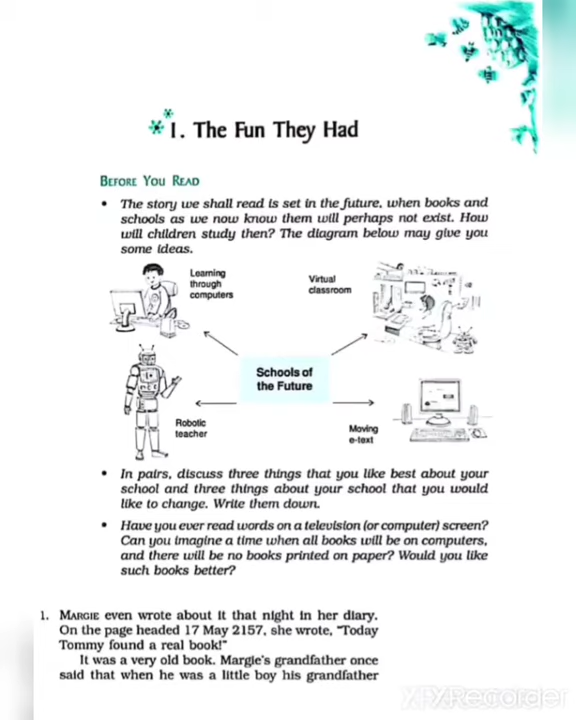 1. The Fun They Had
BEFORE YOU READ
• The story we shall read is set in the future, when books and
schools as we now know them will perhaps not exist. How
will children study then? The diagram below may give you
some ideas.
Learning
through
computers
Virtual
classroom
Schools of
the Future
Robotic
teacher
Moving
e-text
• In pairs, discuss three things that you like best about your
school and three things about your school that you would
like to change. Write them down.
• Have you ever read words on a television (or computer) screen?
Can you imagine a time when all books will be on computers,
and there will be no books printed on paper? Would you like
such books better?
1. MARGIE even wrote about it that night in her diary.
On the page headed 17 May 2157, she wrote, “Today
Tommy found a real book!”
It was a very old book. Margie's grandfather once
said that when he was a little boy his grandfather